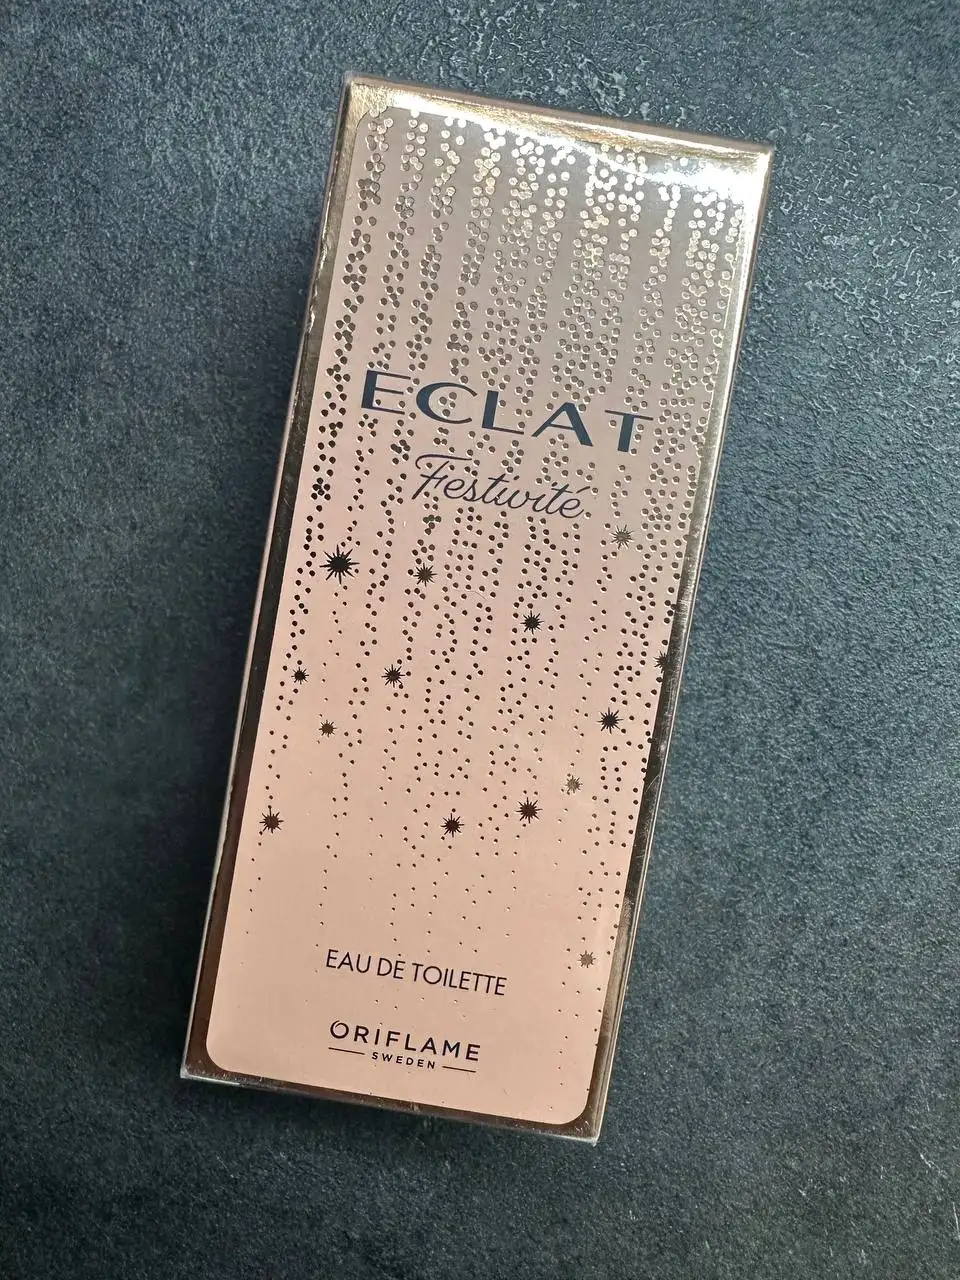 ECLAT
Festivité
EAU DE TOILETTE
ORIFLAME
SWEDEN